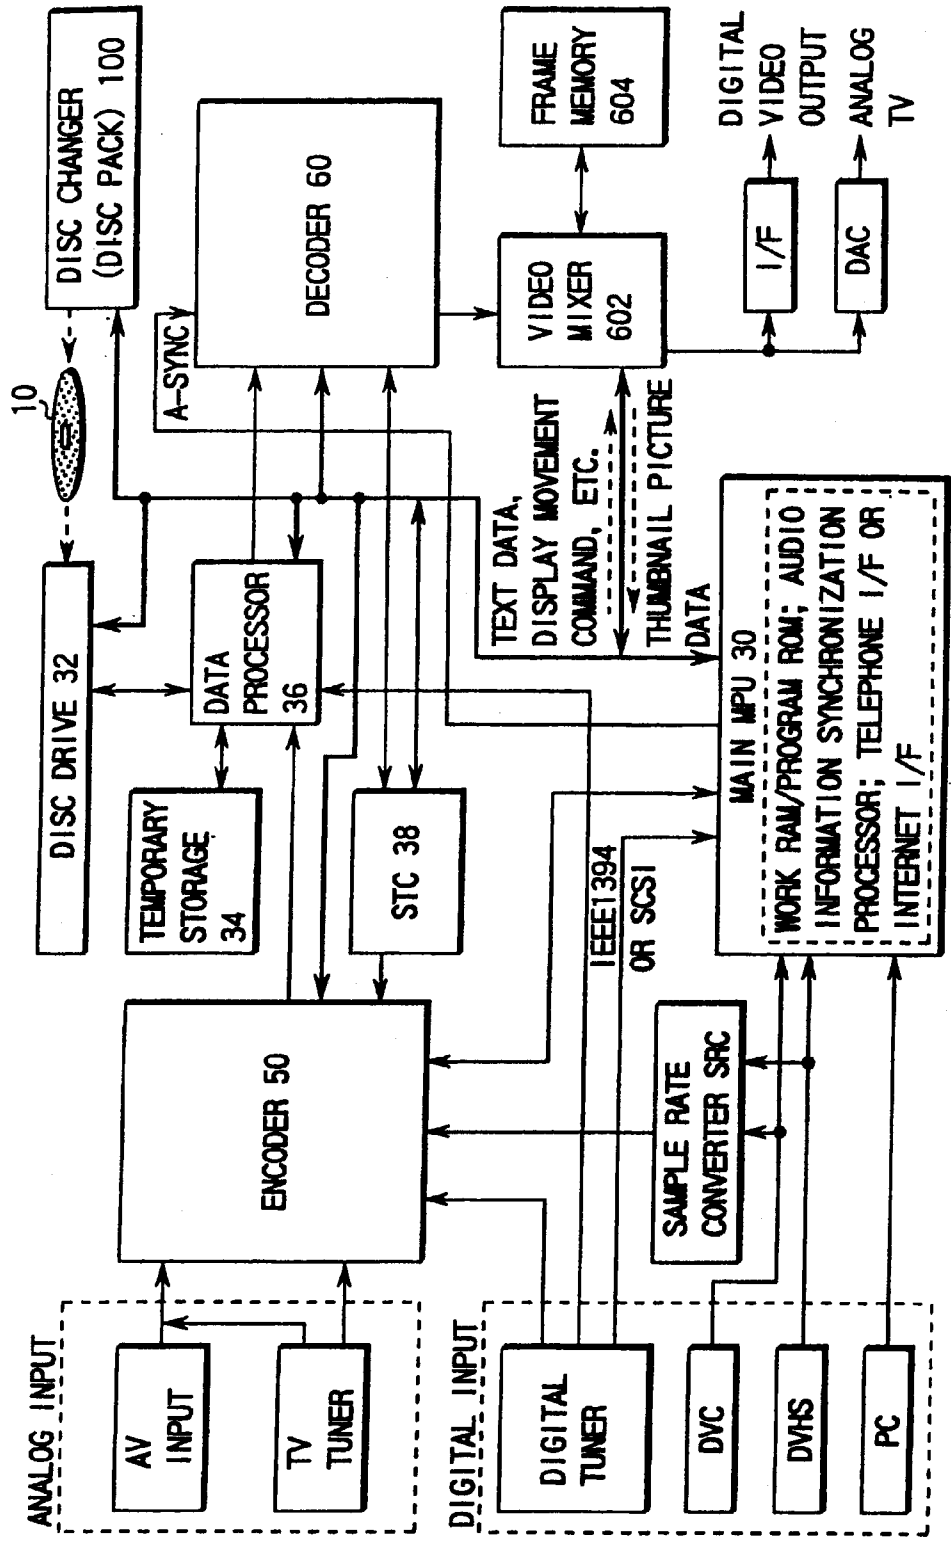 ANALOG INPUT
AV
INPUT
TV
TUNER
DIGITAL INPUT
DIGITAL
TUNER
DVC
DVHS
PC
ENCODER 50
SAMPLE RATE
CONVERTER SRC
DISC DRIVE 32
TEMPORARY
STORAGE
34
DATA
PROCESSOR
36
STC 38
IEEE1394
OR SCSI
MAIN MPU 30
WORK RAM/PROGRAM ROM; AUDIO
INFORMATION SYNCHRONIZATION
PROCESSOR; TELEPHONE I/F OR
INTERNET I/F
DATA
10
A-SYNC
TEXT DATA,
DISPLAY MOVEMENT
COMMAND, ETC.
THUMBNAIL PICTURE
DISC CHANGER
(DISC PACK) 100
DECODER 60
VIDEO
MIXER
602
FRAME
MEMORY
604
I/F
DAC
DIGITAL
VIDEO
OUTPUT
ANALOG
TV